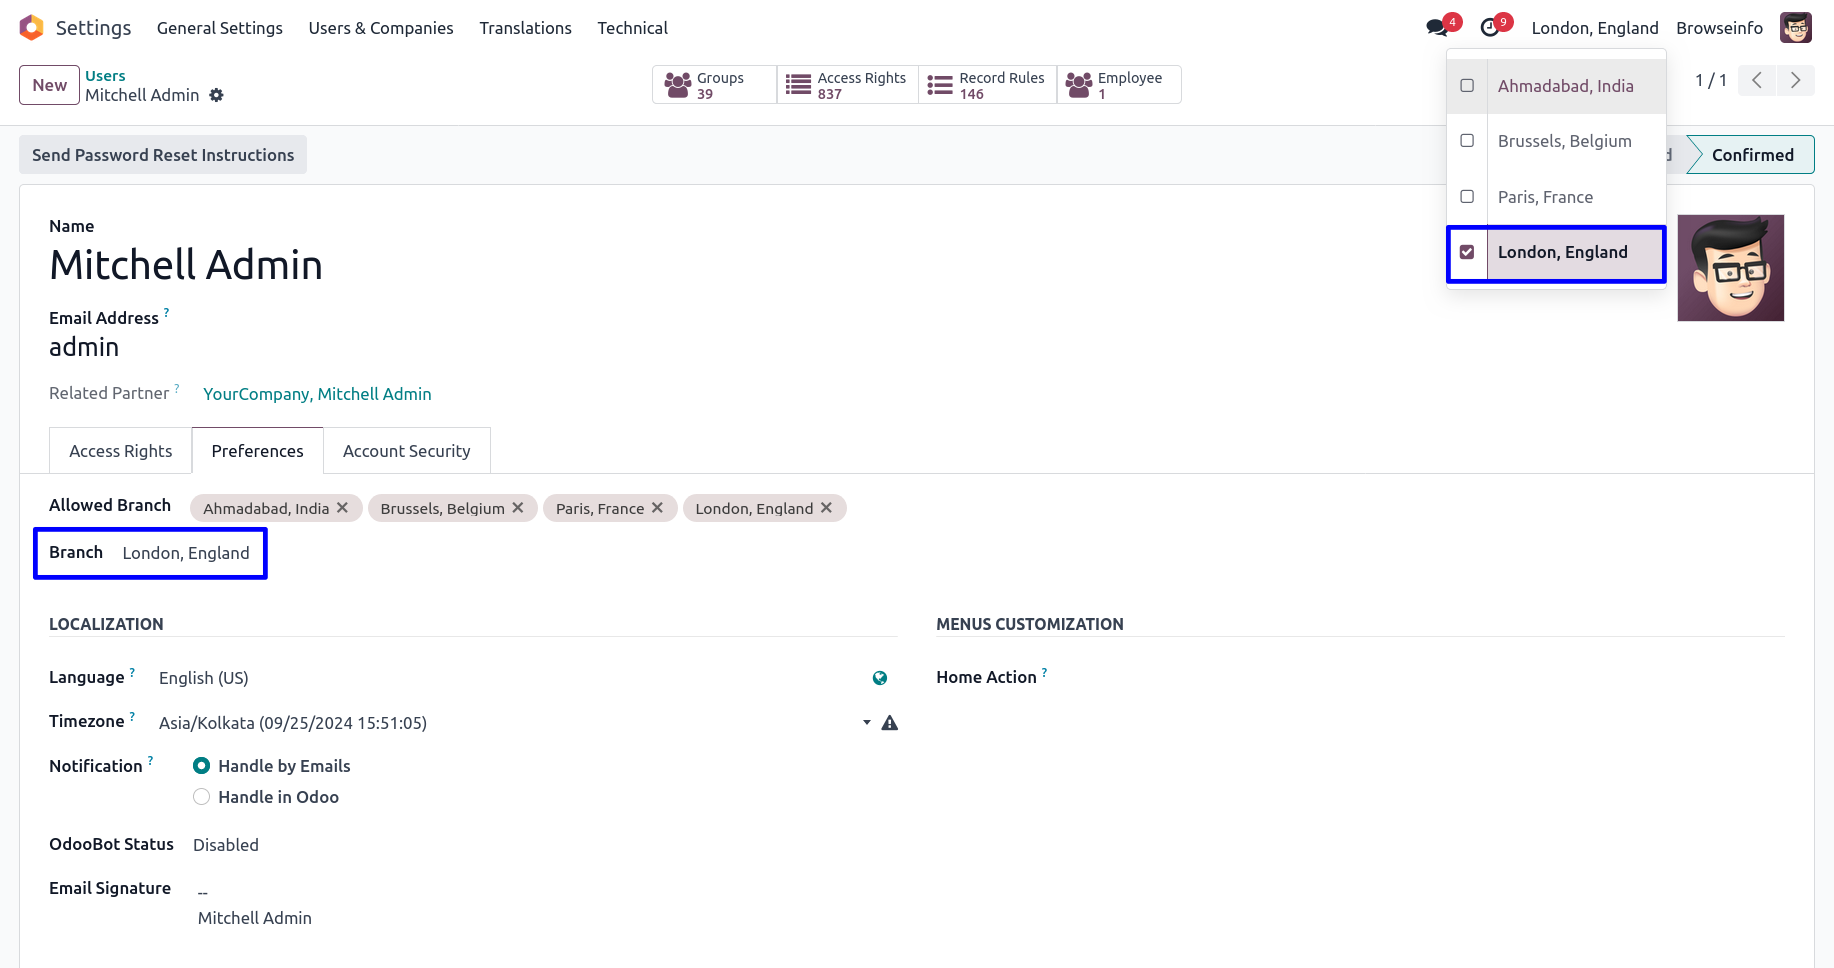 Settings General Settings Users & Companies Translations Technical 4 9 London, England Browseinfo
New Users
Mitchell Admin
Groups
39
Access Rights
837
Record Rules
146
Employee
1
1 / 1
Ahmadabad, India
Brussels, Belgium
Paris, France
London, England
Send Password Reset Instructions
Confirmed
Name
Mitchell Admin
Email Address ?
admin
Related Partner ? YourCompany, Mitchell Admin
Access Rights Preferences Account Security
Allowed Branch Ahmadabad, India ✕ Brussels, Belgium ✕ Paris, France ✕ London, England ✕
Branch London, England
LOCALIZATION
Language ? English (US)
Timezone ? Asia/Kolkata (09/25/2024 15:51:05)
Notification ? Handle by Emails
Handle in Odoo
OdooBot Status Disabled
Email Signature --
Mitchell Admin
MENUS CUSTOMIZATION
Home Action ?